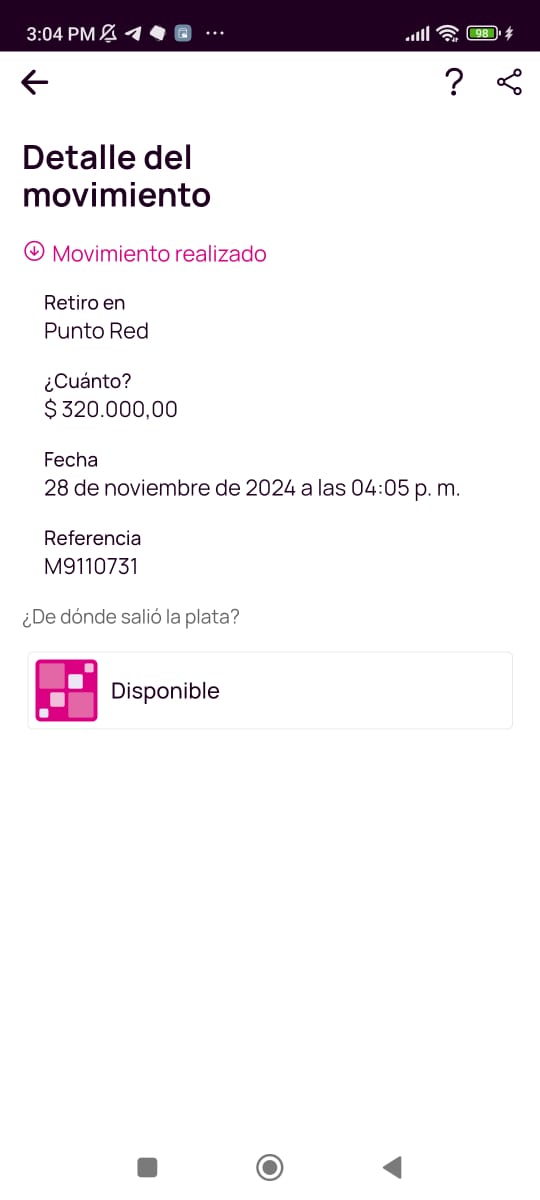 3:04 PM
98
?
Detalle del
movimiento
Movimiento realizado
Retiro en
Punto Red
¿Cuánto?
$ 320.000,00
Fecha
28 de noviembre de 2024 a las 04:05 p. m.
Referencia
M9110731
¿De dónde salió la plata?
Disponible